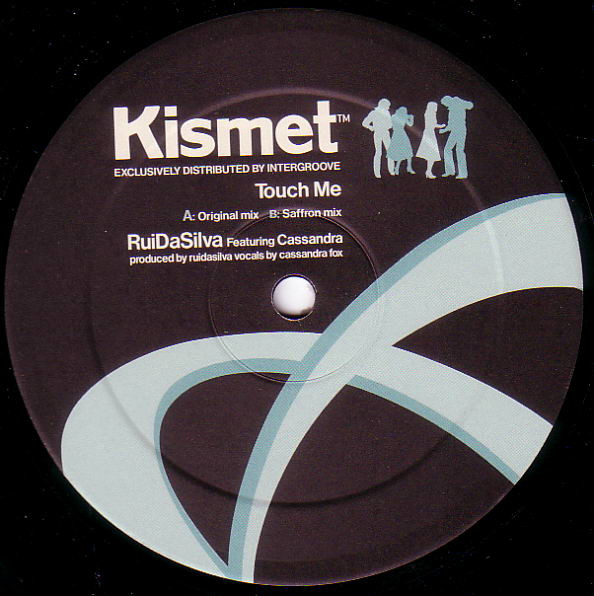 Kismet™
EXCLUSIVELY DISTRIBUTED BY INTERGROOVE
Touch Me
A: Original mix B: Saffron mix
RuiDaSilva Featuring Cassandra
produced by ruidasilva vocals by cassandra fox